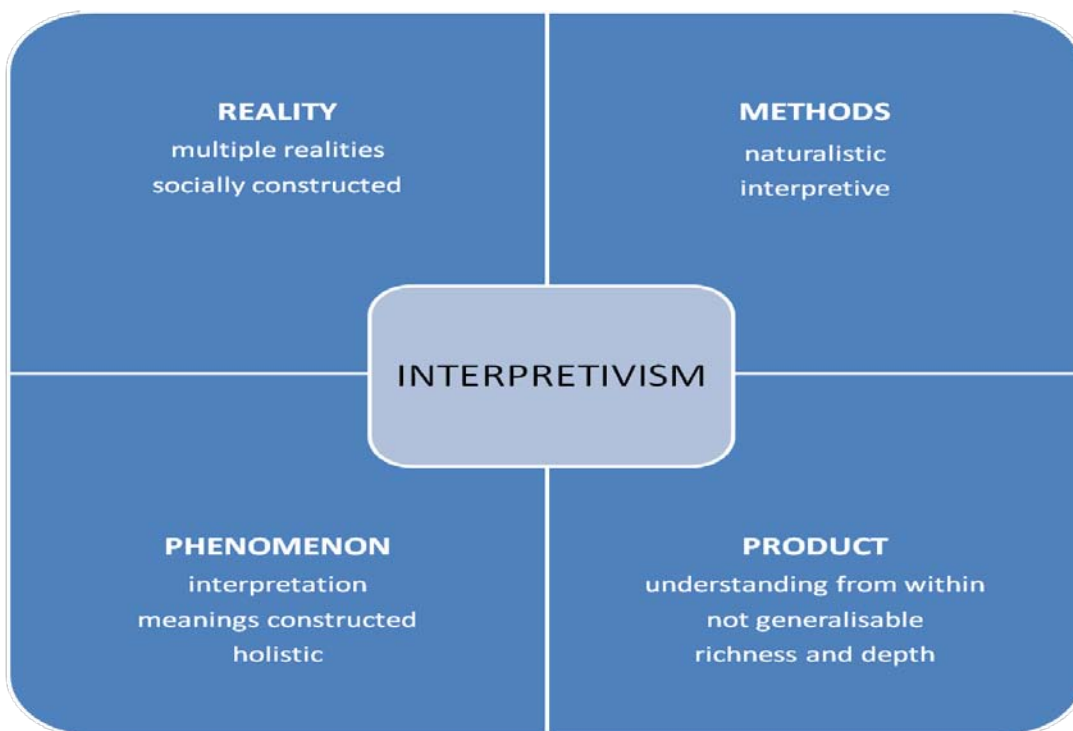 REALITY
multiple realities
socially constructed
METHODS
naturalistic
interpretive
INTERPRETIVISM
PHENOMENON
interpretation
meanings constructed
holistic
PRODUCT
understanding from within
not generalisable
richness and depth